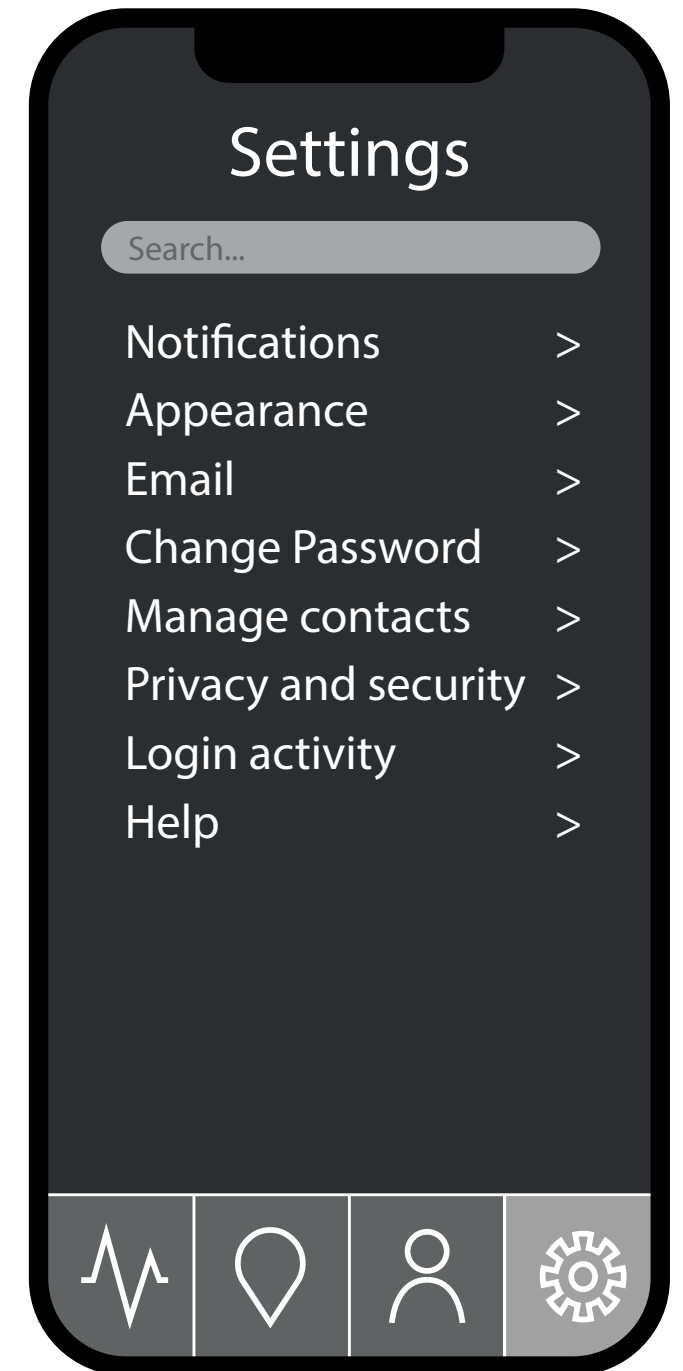 Settings
Search...
Notifications >
Appearance >
Email >
Change Password >
Manage contacts >
Privacy and security >
Login activity >
Help >